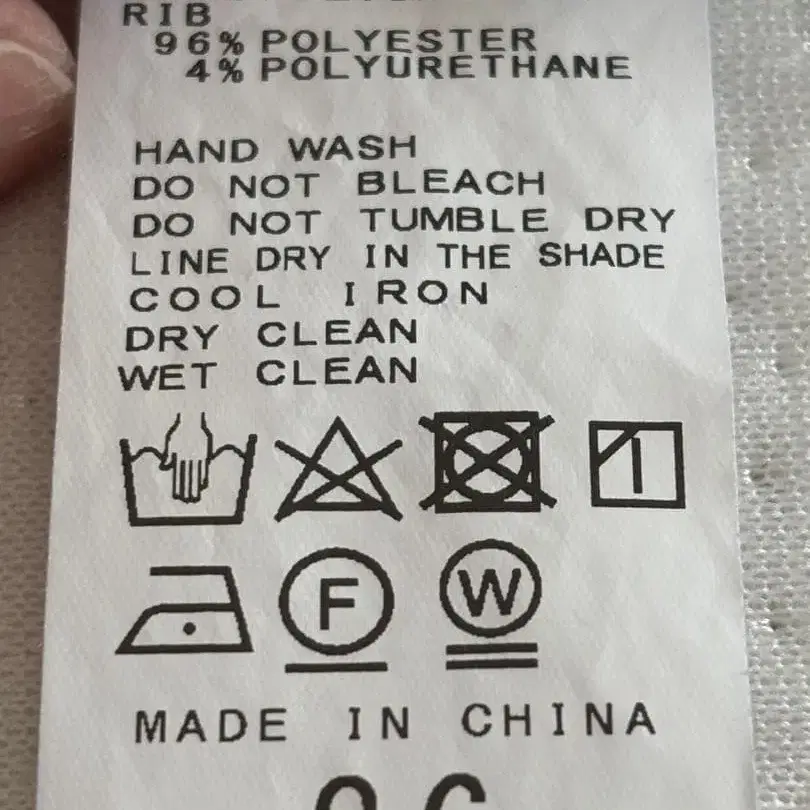 RIB
96% POLYESTER
4% POLYURETHANE
HAND WASH
DO NOT BLEACH
DO NOT TUMBLE DRY
LINE DRY IN THE SHADE
COOL IRON
DRY CLEAN
WET CLEAN
F W
MADE IN CHINA